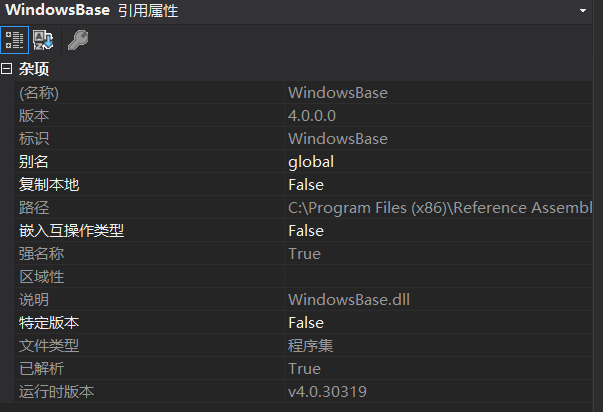 WindowsBase 引用属性
杂项
(名称) WindowsBase
版本 4.0.0.0
标识 WindowsBase
别名 global
复制本地 False
路径 C:\Program Files (x86)\Reference Assembl
嵌入互操作类型 False
强名称 True
区域性
说明 WindowsBase.dll
特定版本 False
文件类型 程序集
已解析 True
运行时版本 v4.0.30319